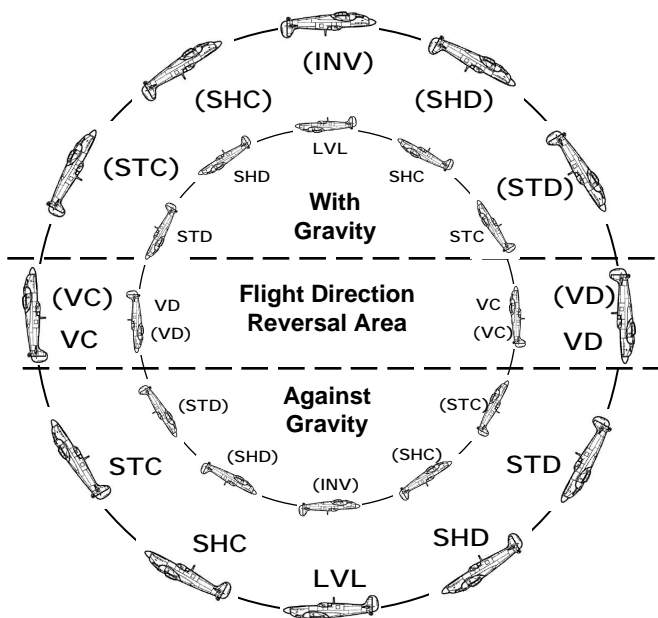 (INV)
(SHC)
(SHD)
LVL
(STC)
SHD
SHC
(STD)
With
Gravity
STD
STC
(VC)
VC
VD
(VD)
Flight Direction
Reversal Area
VC
(VC)
(VD)
VD
Against
Gravity
(STD)
(STC)
STC
(SHD)
(SHC)
STD
(INV)
SHC
SHD
LVL